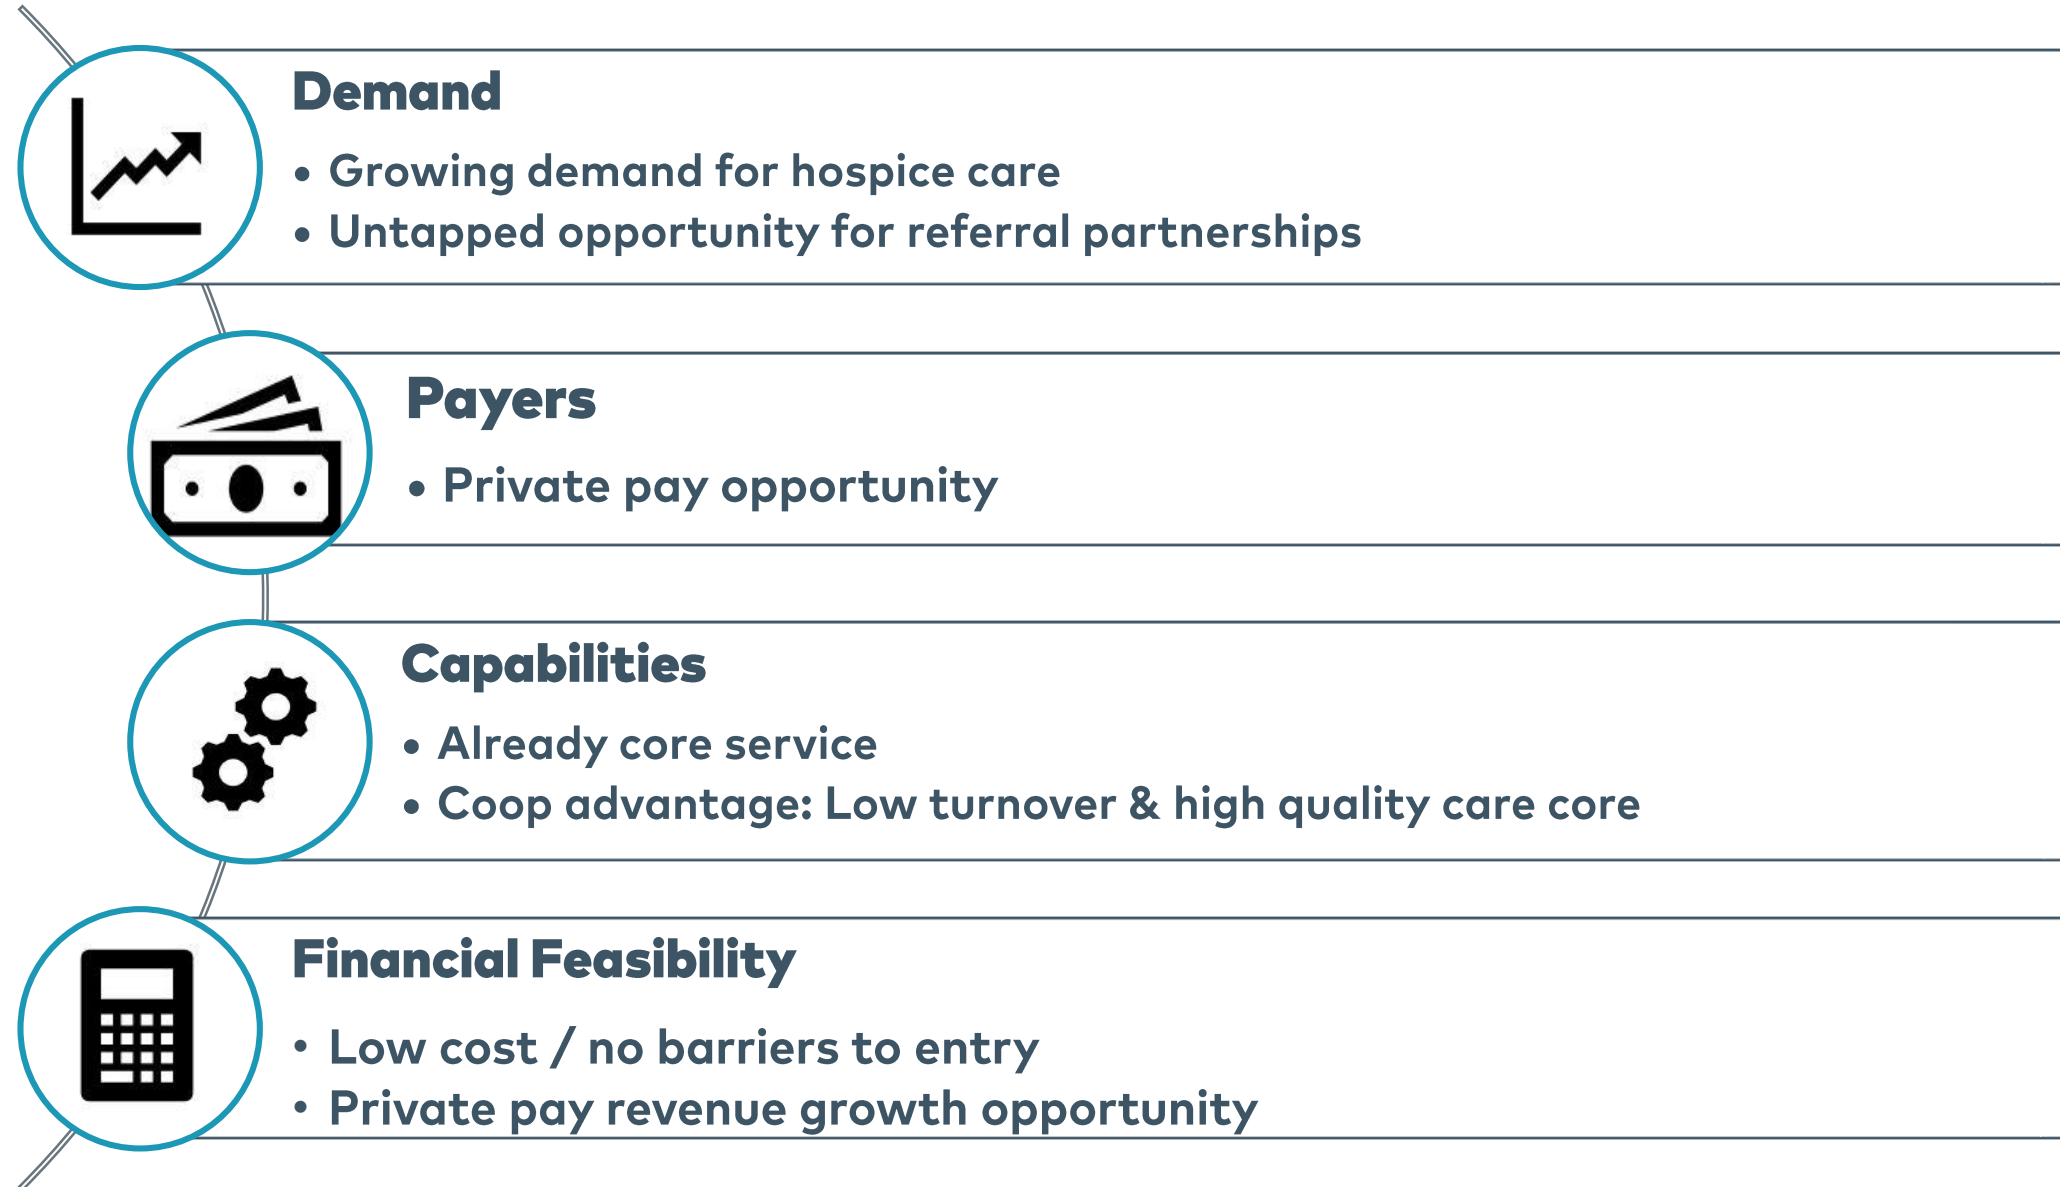 Demand
• Growing demand for hospice care
• Untapped opportunity for referral partnerships
Payers
• Private pay opportunity
Capabilities
• Already core service
• Coop advantage: Low turnover & high quality care core
Financial Feasibility
• Low cost / no barriers to entry
• Private pay revenue growth opportunity